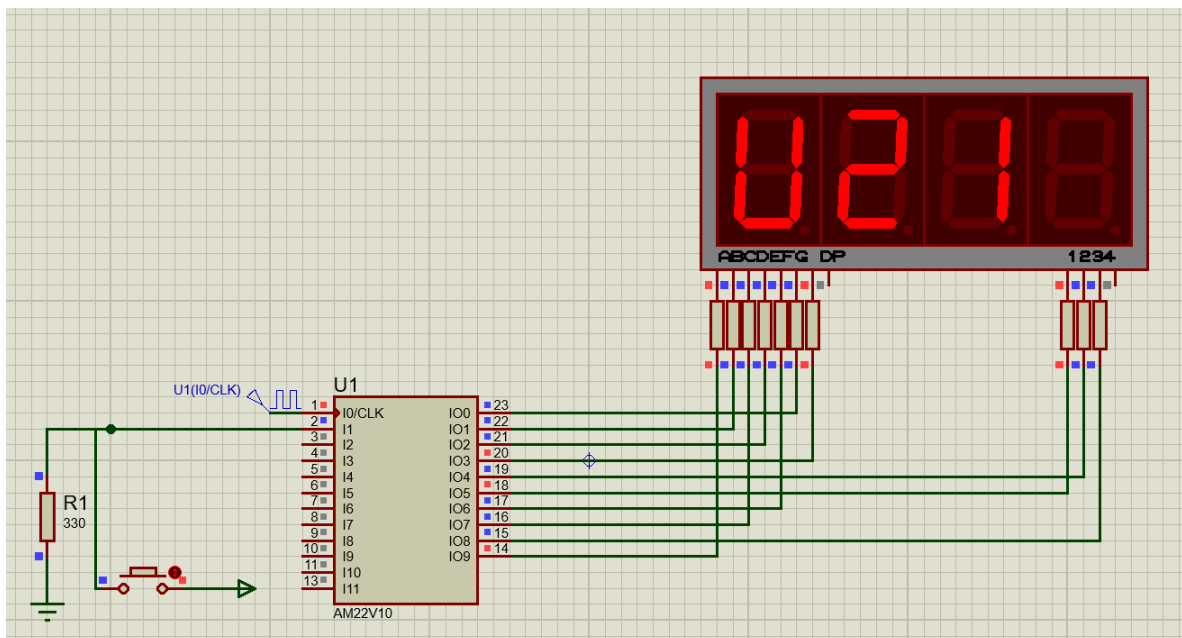 U21
ABCDEFG DP 1234
U1(I0/CLK)
U1
1 I0/CLK IO0 23
2 I1 IO1 22
3 I2 IO2 21
4 I3 IO3 20
5 I4 IO4 19
6 I5 IO5 18
7 I6 IO6 17
8 I7 IO7 16
9 I8 IO8 15
10 I9 IO9 14
11 I10
13 I11
AM22V10
R1
330